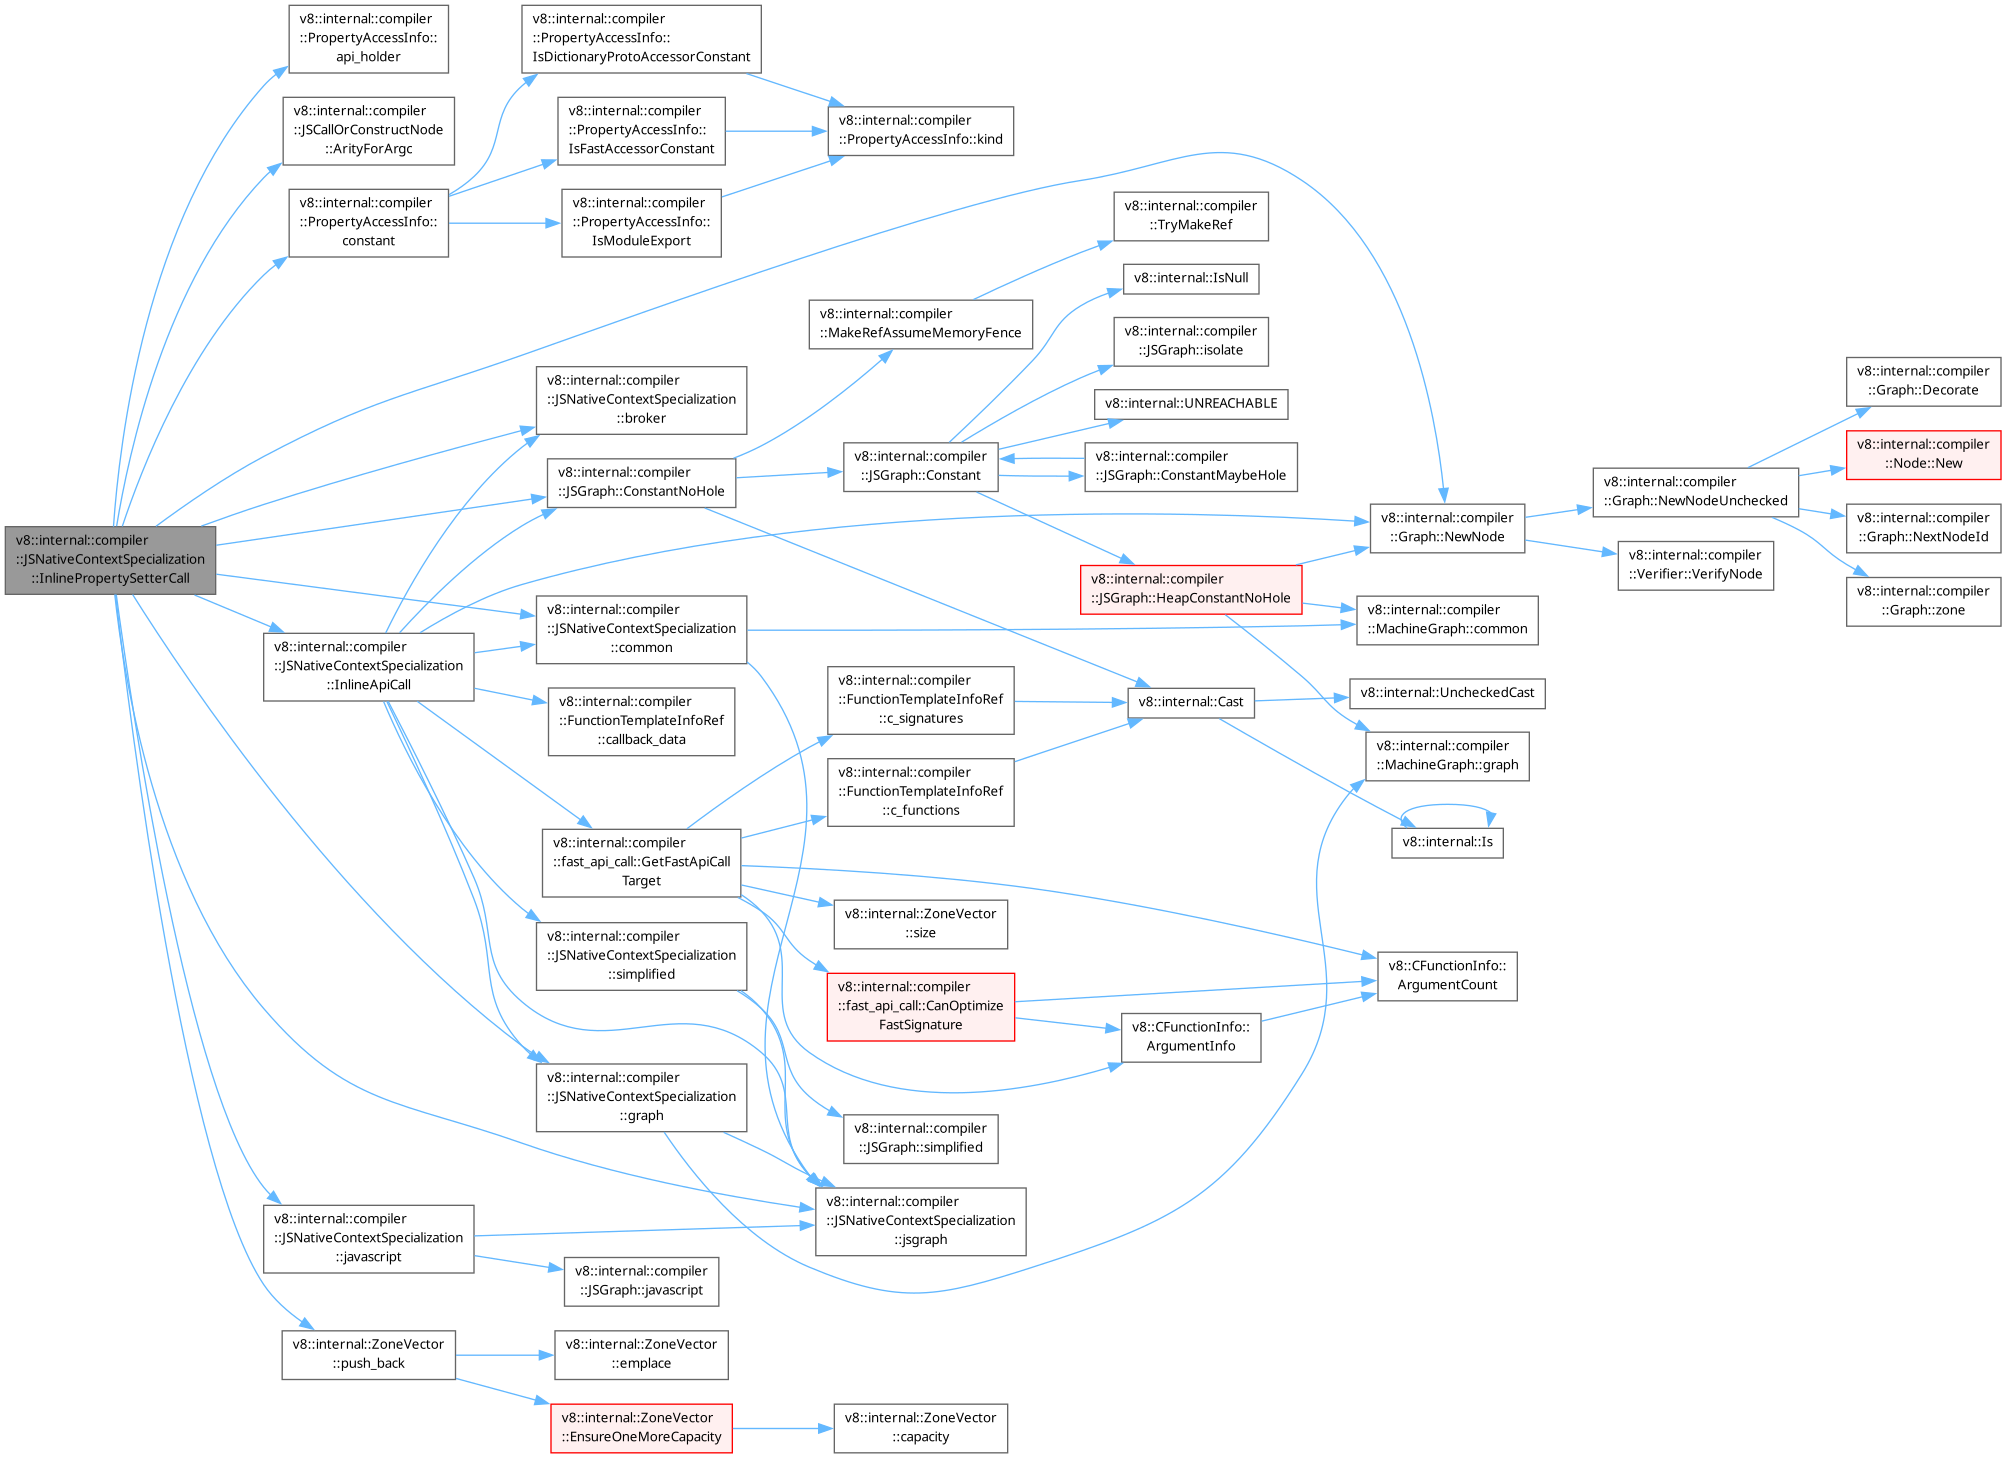 v8::internal::compiler
::JSNativeContextSpecialization
::InlinePropertySetterCall
v8::internal::compiler
::PropertyAccessInfo::
api_holder
v8::internal::compiler
::JSCallOrConstructNode
::ArityForArgc
v8::internal::compiler
::PropertyAccessInfo::
constant
v8::internal::compiler
::JSNativeContextSpecialization
::InlineApiCall
v8::internal::compiler
::JSNativeContextSpecialization
::javascript
v8::internal::ZoneVector
::push_back
v8::internal::compiler
::PropertyAccessInfo::
IsDictionaryProtoAccessorConstant
v8::internal::compiler
::PropertyAccessInfo::
IsFastAccessorConstant
v8::internal::compiler
::PropertyAccessInfo::
IsModuleExport
v8::internal::compiler
::JSNativeContextSpecialization
::broker
v8::internal::compiler
::JSGraph::ConstantNoHole
v8::internal::compiler
::JSNativeContextSpecialization
::common
v8::internal::compiler
::FunctionTemplateInfoRef
::callback_data
v8::internal::compiler
::fast_api_call::GetFastApiCall
Target
v8::internal::compiler
::JSNativeContextSpecialization
::simplified
v8::internal::compiler
::JSNativeContextSpecialization
::graph
v8::internal::compiler
::JSGraph::javascript
v8::internal::ZoneVector
::emplace
v8::internal::ZoneVector
::EnsureOneMoreCapacity
v8::internal::compiler
::PropertyAccessInfo::kind
v8::internal::compiler
::MakeRefAssumeMemoryFence
v8::internal::compiler
::JSGraph::Constant
v8::internal::compiler
::FunctionTemplateInfoRef
::c_signatures
v8::internal::compiler
::FunctionTemplateInfoRef
::c_functions
v8::internal::ZoneVector
::size
v8::internal::compiler
::fast_api_call::CanOptimize
FastSignature
v8::internal::compiler
::JSGraph::simplified
v8::internal::compiler
::JSNativeContextSpecialization
::jsgraph
v8::internal::ZoneVector
::capacity
v8::internal::compiler
::TryMakeRef
v8::internal::IsNull
v8::internal::compiler
::JSGraph::isolate
v8::internal::UNREACHABLE
v8::internal::compiler
::JSGraph::ConstantMaybeHole
v8::internal::compiler
::JSGraph::HeapConstantNoHole
v8::internal::Cast
v8::CFunctionInfo::
ArgumentInfo
v8::internal::compiler
::Graph::NewNode
v8::internal::compiler
::MachineGraph::common
v8::internal::UncheckedCast
v8::internal::compiler
::MachineGraph::graph
v8::internal::Is
v8::CFunctionInfo::
ArgumentCount
v8::internal::compiler
::Graph::NewNodeUnchecked
v8::internal::compiler
::Verifier::VerifyNode
v8::internal::compiler
::Graph::Decorate
v8::internal::compiler
::Node::New
v8::internal::compiler
::Graph::NextNodeId
v8::internal::compiler
::Graph::zone